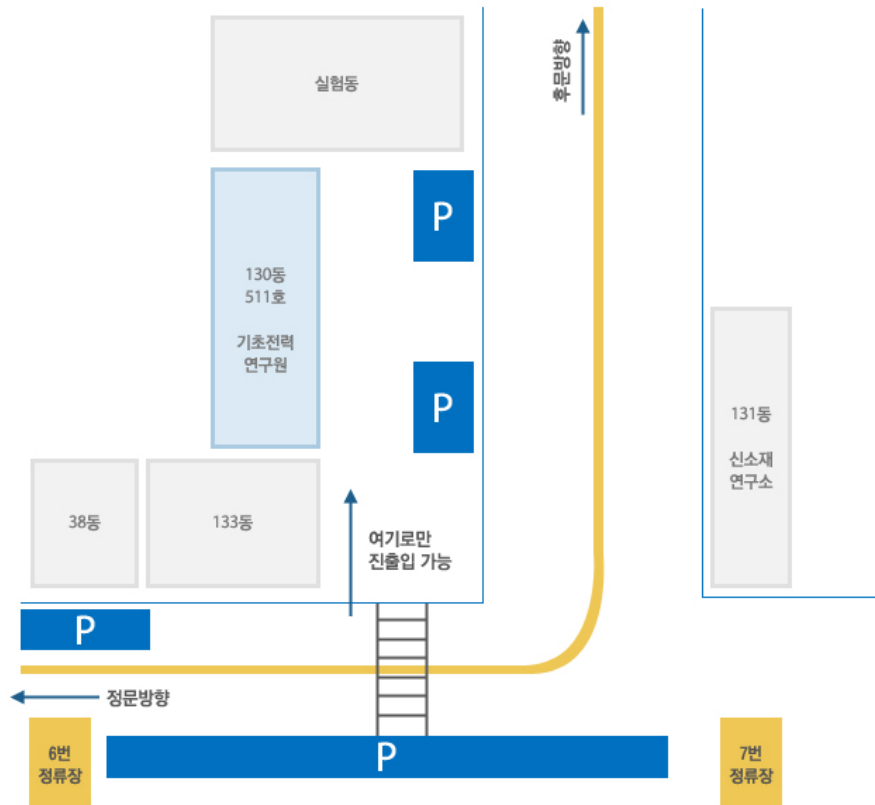 실험동
후문방향
P
130동
511호
기초전력
연구원
P
131동
신소재
연구소
38동
133동
여기로만
진출입 가능
P
정문방향
6번
정류장
P
7번
정류장